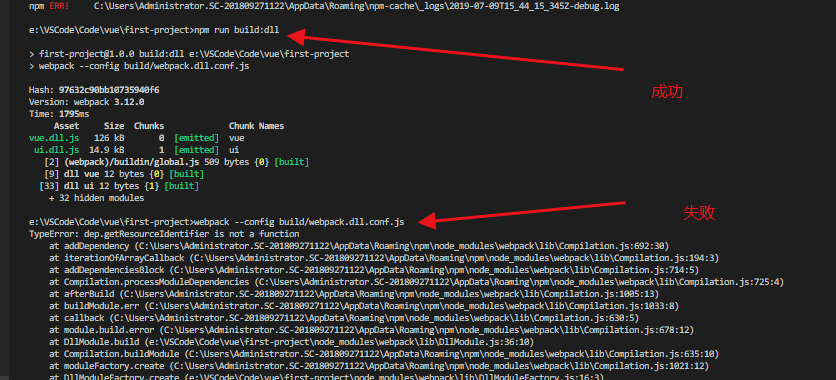 npm ERR!     C:\Users\Administrator.SC-201809271122\AppData\Roaming\npm-cache\_logs\2019-07-09T15_44_15_345Z-debug.log
e:\VSCode\Code\vue\first-project>npm run build:dll
> first-project@1.0.0 build:dll e:\VSCode\Code\vue\first-project
> webpack --config build/webpack.dll.conf.js
成功
Hash: 97632c90bb10735940f6
Version: webpack 3.12.0
Time: 1795ms
Asset     Size  Chunks             Chunk Names
vue.dll.js   126 kB       0  [emitted]  vue
ui.dll.js  14.9 kB       1  [emitted]  ui
[2] (webpack)/buildin/global.js 509 bytes {0} [built]
[9] dll vue 12 bytes {0} [built]
[33] dll ui 12 bytes {1} [built]
+ 32 hidden modules
失败
e:\VSCode\Code\vue\first-project>webpack --config build/webpack.dll.conf.js
TypeError: dep.getResourceIdentifier is not a function
at addDependency (C:\Users\Administrator.SC-201809271122\AppData\Roaming\npm\node_modules\webpack\lib\Compilation.js:692:30)
at iterationOfArrayCallback (C:\Users\Administrator.SC-201809271122\AppData\Roaming\npm\node_modules\webpack\lib\Compilation.js:194:3)
at addDependenciesBlock (C:\Users\Administrator.SC-201809271122\AppData\Roaming\npm\node_modules\webpack\lib\Compilation.js:714:5)
at Compilation.processModuleDependencies (C:\Users\Administrator.SC-201809271122\AppData\Roaming\npm\node_modules\webpack\lib\Compilation.js:725:4)
at afterBuild (C:\Users\Administrator.SC-201809271122\AppData\Roaming\npm\node_modules\webpack\lib\Compilation.js:1005:13)
at buildModule.err (C:\Users\Administrator.SC-201809271122\AppData\Roaming\npm\node_modules\webpack\lib\Compilation.js:1033:8)
at callback (C:\Users\Administrator.SC-201809271122\AppData\Roaming\npm\node_modules\webpack\lib\Compilation.js:630:5)
at module.build.error (C:\Users\Administrator.SC-201809271122\AppData\Roaming\npm\node_modules\webpack\lib\Compilation.js:678:12)
at DllModule.build (e:\VSCode\Code\vue\first-project\node_modules\webpack\lib\DllModule.js:36:10)
at Compilation.buildModule (C:\Users\Administrator.SC-201809271122\AppData\Roaming\npm\node_modules\webpack\lib\Compilation.js:635:10)
at moduleFactory.create (C:\Users\Administrator.SC-201809271122\AppData\Roaming\npm\node_modules\webpack\lib\Compilation.js:1021:12)
at DllModuleFactory.create (e:\VSCode\Code\vue\first-project\node_modules\webpack\lib\DllModuleFactory.js:16:3)